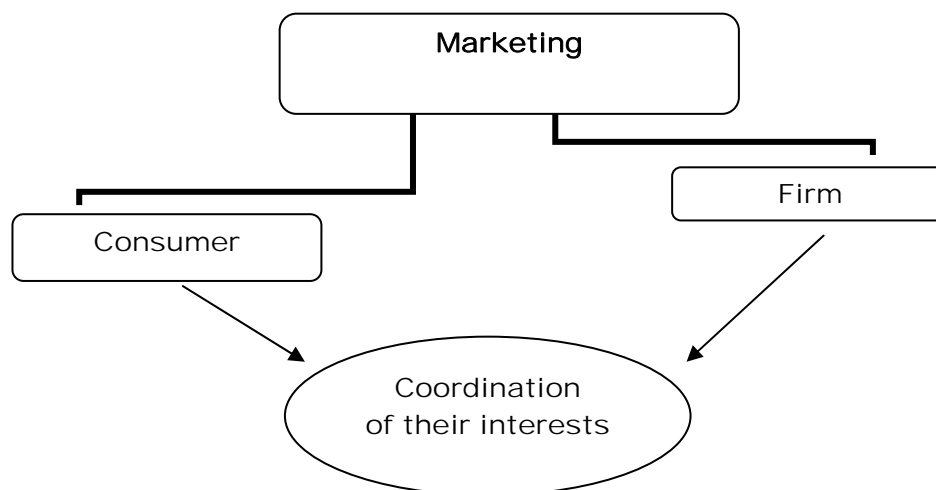 Marketing
Firm
Consumer
Coordination
of their interests